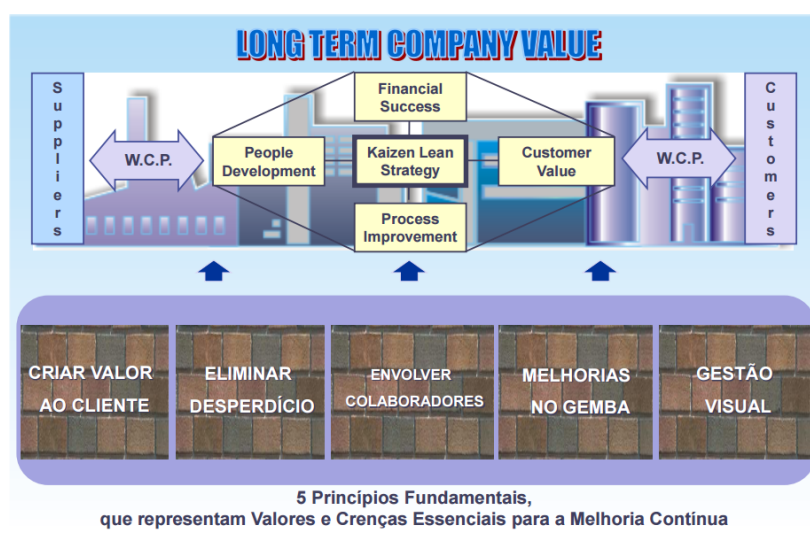 LONG TERM COMPANY VALUE
Suppliers
W.C.P.
Financial
Success
People
Development
Kaizen Lean
Strategy
Customer
Value
Process
Improvement
W.C.P.
Customers
CRIAR VALOR
AO CLIENTE
ELIMINAR
DESPERDÍCIO
ENVOLVER
COLABORADORES
MELHORIAS
NO GEMBA
GESTÃO
VISUAL
5 Princípios Fundamentais,
que representam Valores e Crenças Essenciais para a Melhoria Contínua